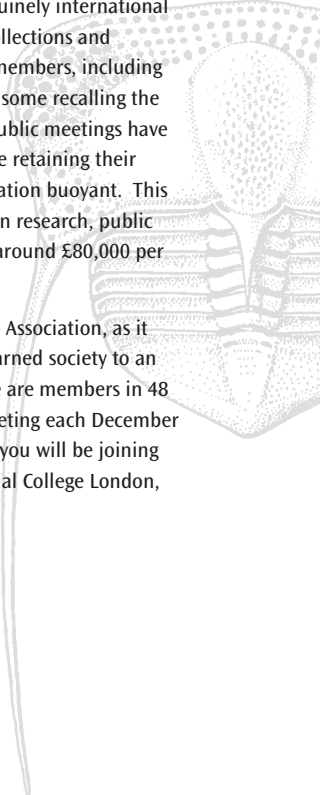 uinely international
llections and
members, including
some recalling the
ublic meetings have
e retaining their
ation buoyant. This
n research, public
around £80,000 per
Association, as it
arned society to an
e are members in 48
eting each December
you will be joining
al College London,